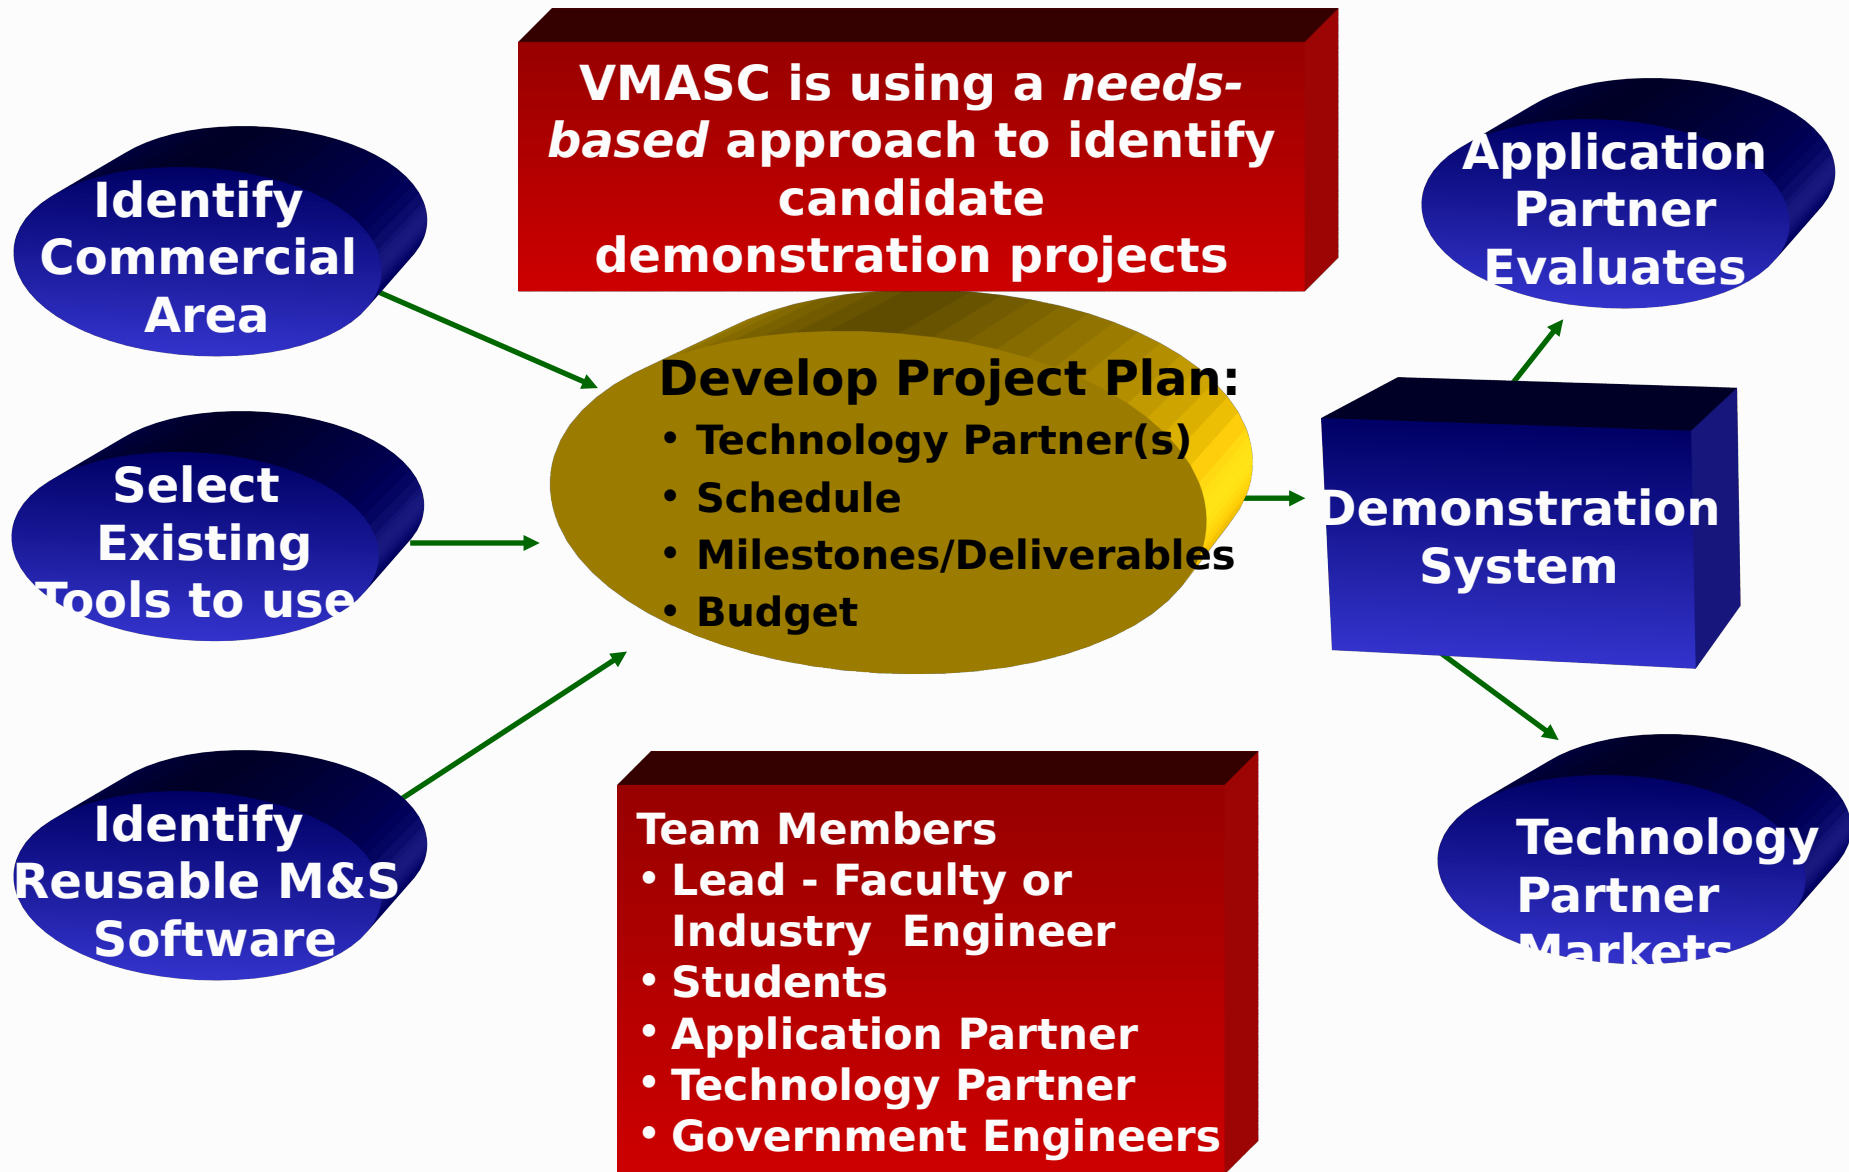 VMASC is using a needs-
based approach to identify
candidate
demonstration projects
Identify
Commercial
Area
Select
Existing
Tools to use
Identify
Reusable M&S
Software
Develop Project Plan:
• Technology Partner(s)
• Schedule
• Milestones/Deliverables
• Budget
Team Members
• Lead - Faculty or
Industry Engineer
• Students
• Application Partner
• Technology Partner
• Government Engineers
Demonstration
System
Application
Partner
Evaluates
Technology
Partner
Markets